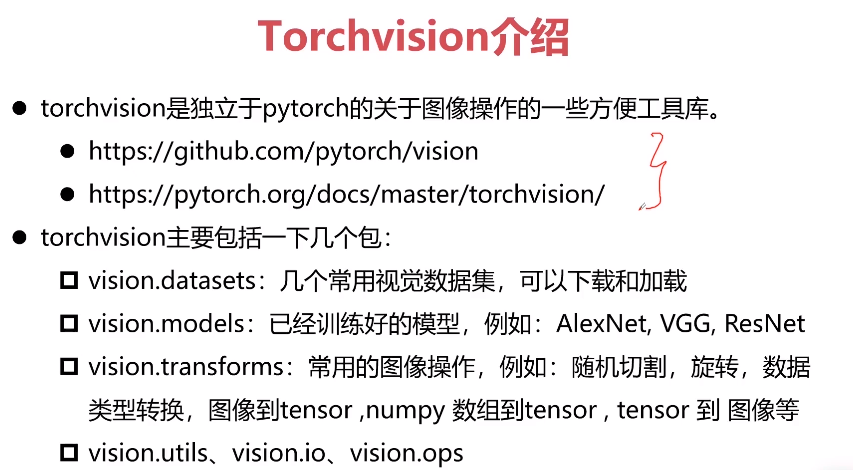 Torchvision介绍
● torchvision是独立于pytorch的关于图像操作的一些方便工具库。
● https://github.com/pytorch/vision
● https://pytorch.org/docs/master/torchvision/
● torchvision主要包括一下几个包：
vision.datasets：几个常用视觉数据集，可以下载和加载
vision.models：已经训练好的模型，例如：AlexNet, VGG, ResNet
vision.transforms：常用的图像操作，例如：随机切割，旋转，数据
类型转换，图像到tensor ,numpy 数组到tensor , tensor 到 图像等
vision.utils、vision.io、vision.ops